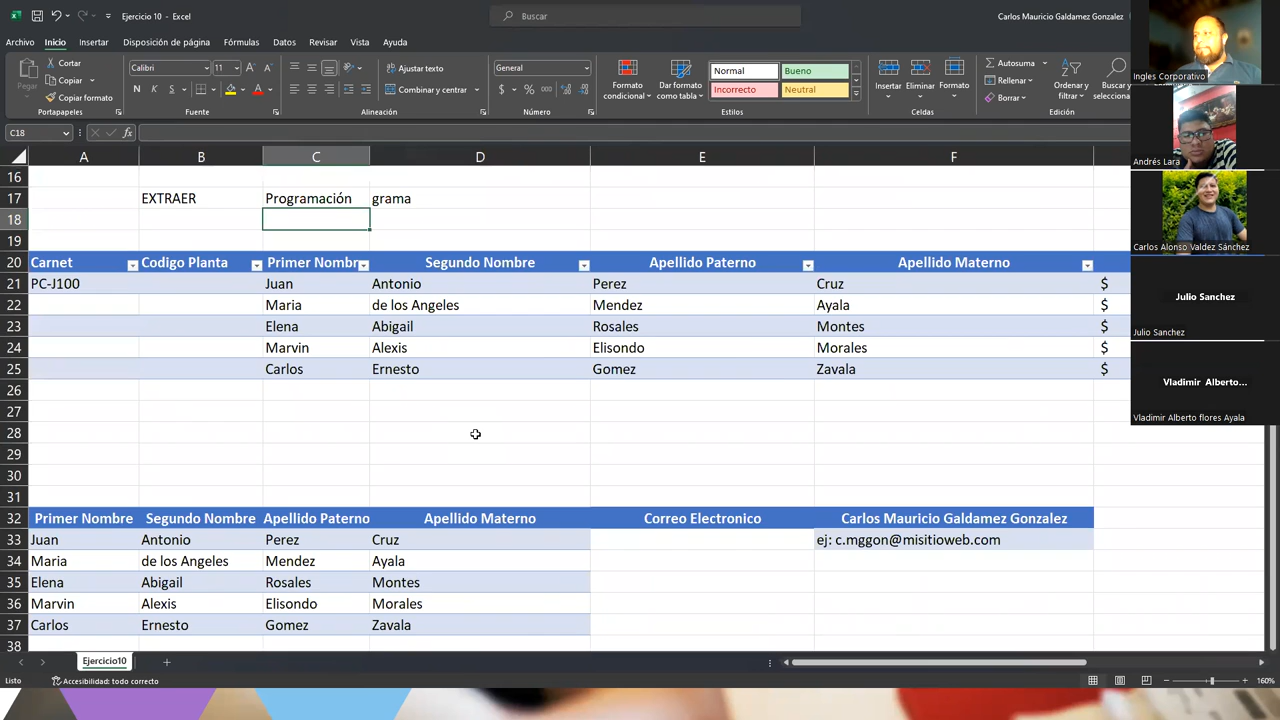 Ejercicio 10 - Excel
Buscar
Carlos Mauricio Galdamez Gonzalez
Archivo Inicio Insertar Disposición de página Fórmulas Datos Revisar Vista Ayuda
Pegar
Cortar
Copiar
Copiar formato
Portapapeles
Calibri 11
N K S
Fuente
Ajustar texto
Combinar y centrar
Alineación
General
$ % 000
Número
Formato condicional
Dar formato como tabla
Normal Bueno
Incorrecto Neutral
Estilos
Insertar Eliminar Formato
Celdas
Autosuma
Rellenar
Borrar
Ordenar y filtrar
Buscar y selecciona
Edición
C18 fx
A B C D E F
16
17 EXTRAER Programación grama
18
19
20 Carnet Codigo Planta Primer Nombr Segundo Nombre Apellido Paterno Apellido Materno
21 PC-J100 Juan Antonio Perez Cruz $
22 Maria de los Angeles Mendez Ayala $
23 Elena Abigail Rosales Montes $
24 Marvin Alexis Elisondo Morales $
25 Carlos Ernesto Gomez Zavala $
26
27
28
29
30
31
32 Primer Nombre Segundo Nombre Apellido Paterno Apellido Materno Correo Electronico Carlos Mauricio Galdamez Gonzalez
33 Juan Antonio Perez Cruz ej: c.mggon@misitioweb.com
34 Maria de los Angeles Mendez Ayala
35 Elena Abigail Rosales Montes
36 Marvin Alexis Elisondo Morales
37 Carlos Ernesto Gomez Zavala
38
Ejercicio10
Listo Accesibilidad: todo correcto 160%
Ingles Corporativo
Andrés Lara
Carlos Alonso Valdez Sánchez
Julio Sanchez
Julio Sanchez
Vladimir Alberto...
Vladimir Alberto flores Ayala